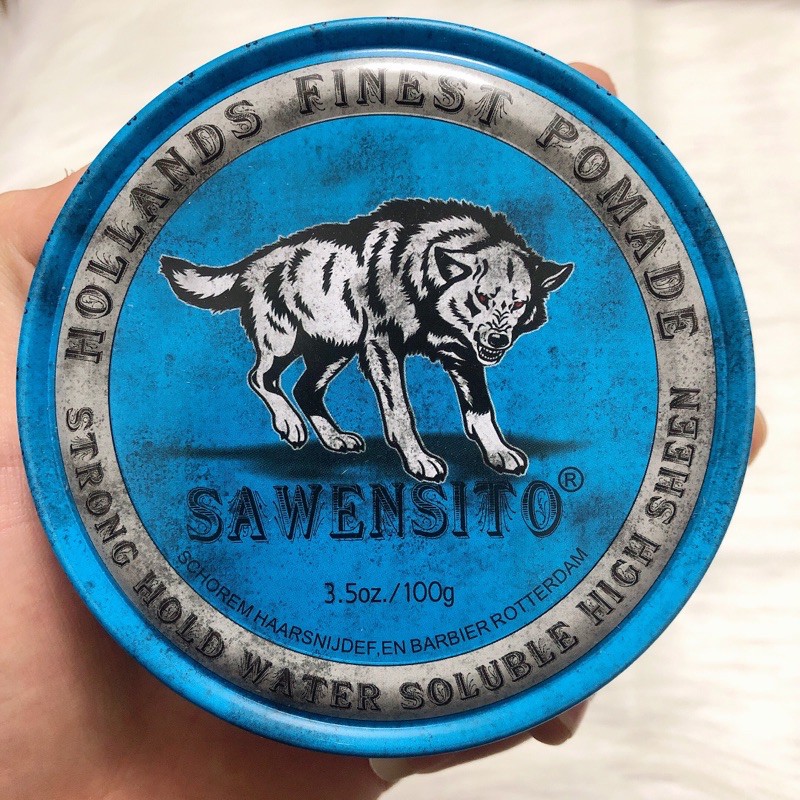 HOLLANDS FINEST POMADE
SAWENSITO®
3.5oz./100g
SCHOREM HAARSNIJDEF,EN BARBIER ROTTERDAM
STRONG HOLD WATER SOLUBLE HIGH SHEEN